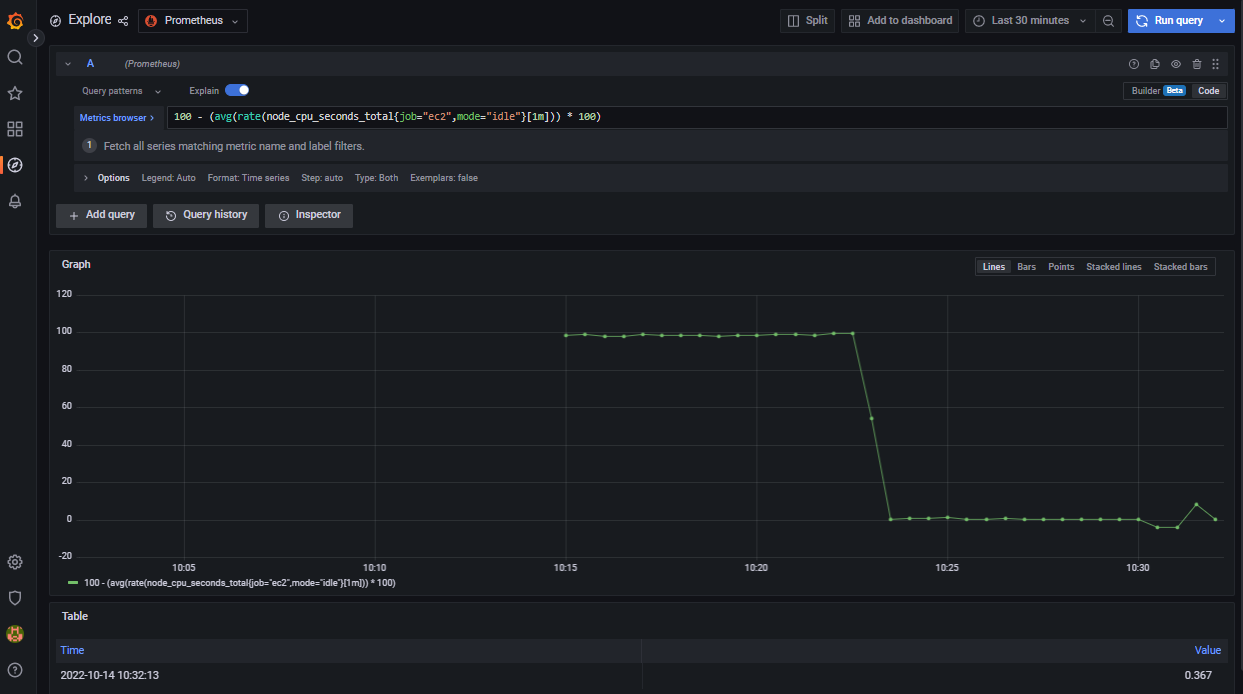 Explore Prometheus Split Add to dashboard Last 30 minutes Run query
A (Prometheus)
Query patterns Explain Builder Beta Code
Metrics browser > 100 - (avg(rate(node_cpu_seconds_total{job="ec2",mode="idle"}[1m])) * 100)
1 Fetch all series matching metric name and label filters.
> Options Legend: Auto Format: Time series Step: auto Type: Both Exemplars: false
+ Add query Query history Inspector
Graph Lines Bars Points Stacked lines Stacked bars
120
100
80
60
40
20
0
-20
10:05 10:10 10:15 10:20 10:25 10:30
100 - (avg(rate(node_cpu_seconds_total{job="ec2",mode="idle"}[1m])) * 100)
Table
Time Value
2022-10-14 10:32:13 0.367